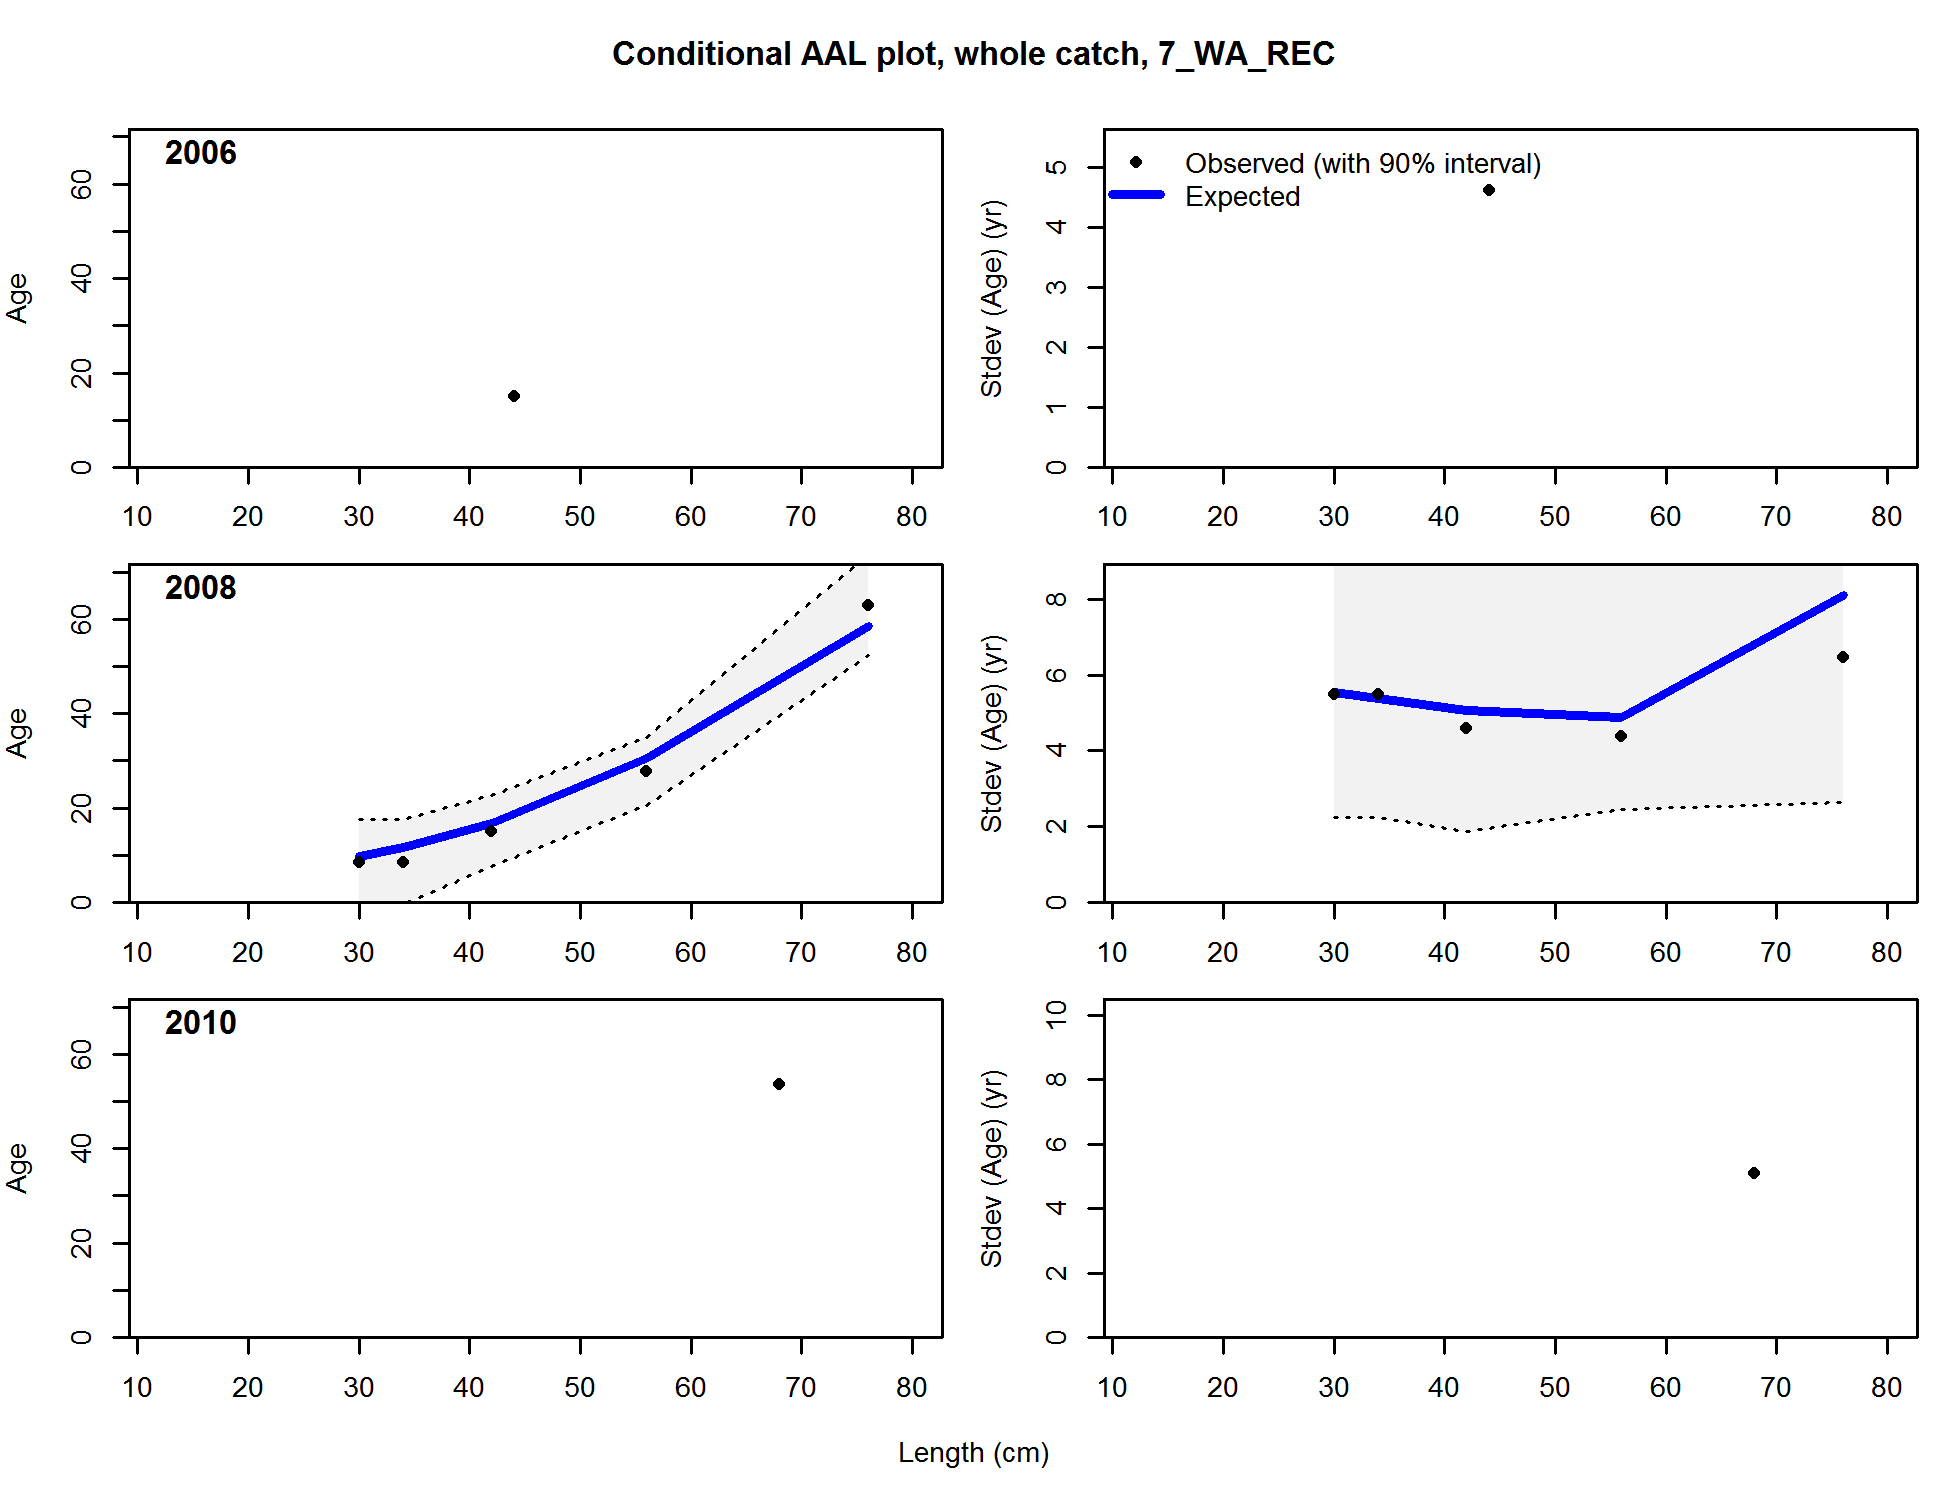 Conditional AAL plot, whole catch, 7_WA_REC
2006
Age
0 20 40 60
10 20 30 40 50 60 70 80
Observed (with 90% interval)
Expected
Stdev (Age) (yr)
0 1 2 3 4 5
10 20 30 40 50 60 70 80
2008
Age
0 20 40 60
10 20 30 40 50 60 70 80
Stdev (Age) (yr)
0 2 4 6 8
10 20 30 40 50 60 70 80
2010
Age
0 20 40 60
10 20 30 40 50 60 70 80
Stdev (Age) (yr)
0 2 4 6 8 10
10 20 30 40 50 60 70 80
Length (cm)